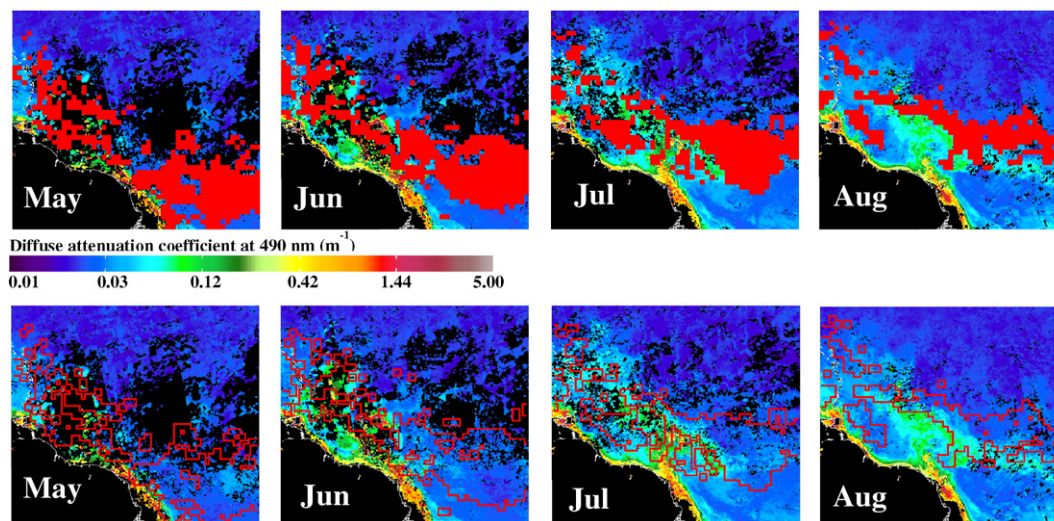 May Jun Jul Aug
Diffuse attenuation coefficient at 490 nm (m⁻¹)
0.01 0.03 0.12 0.42 1.44 5.00
May Jun Jul Aug